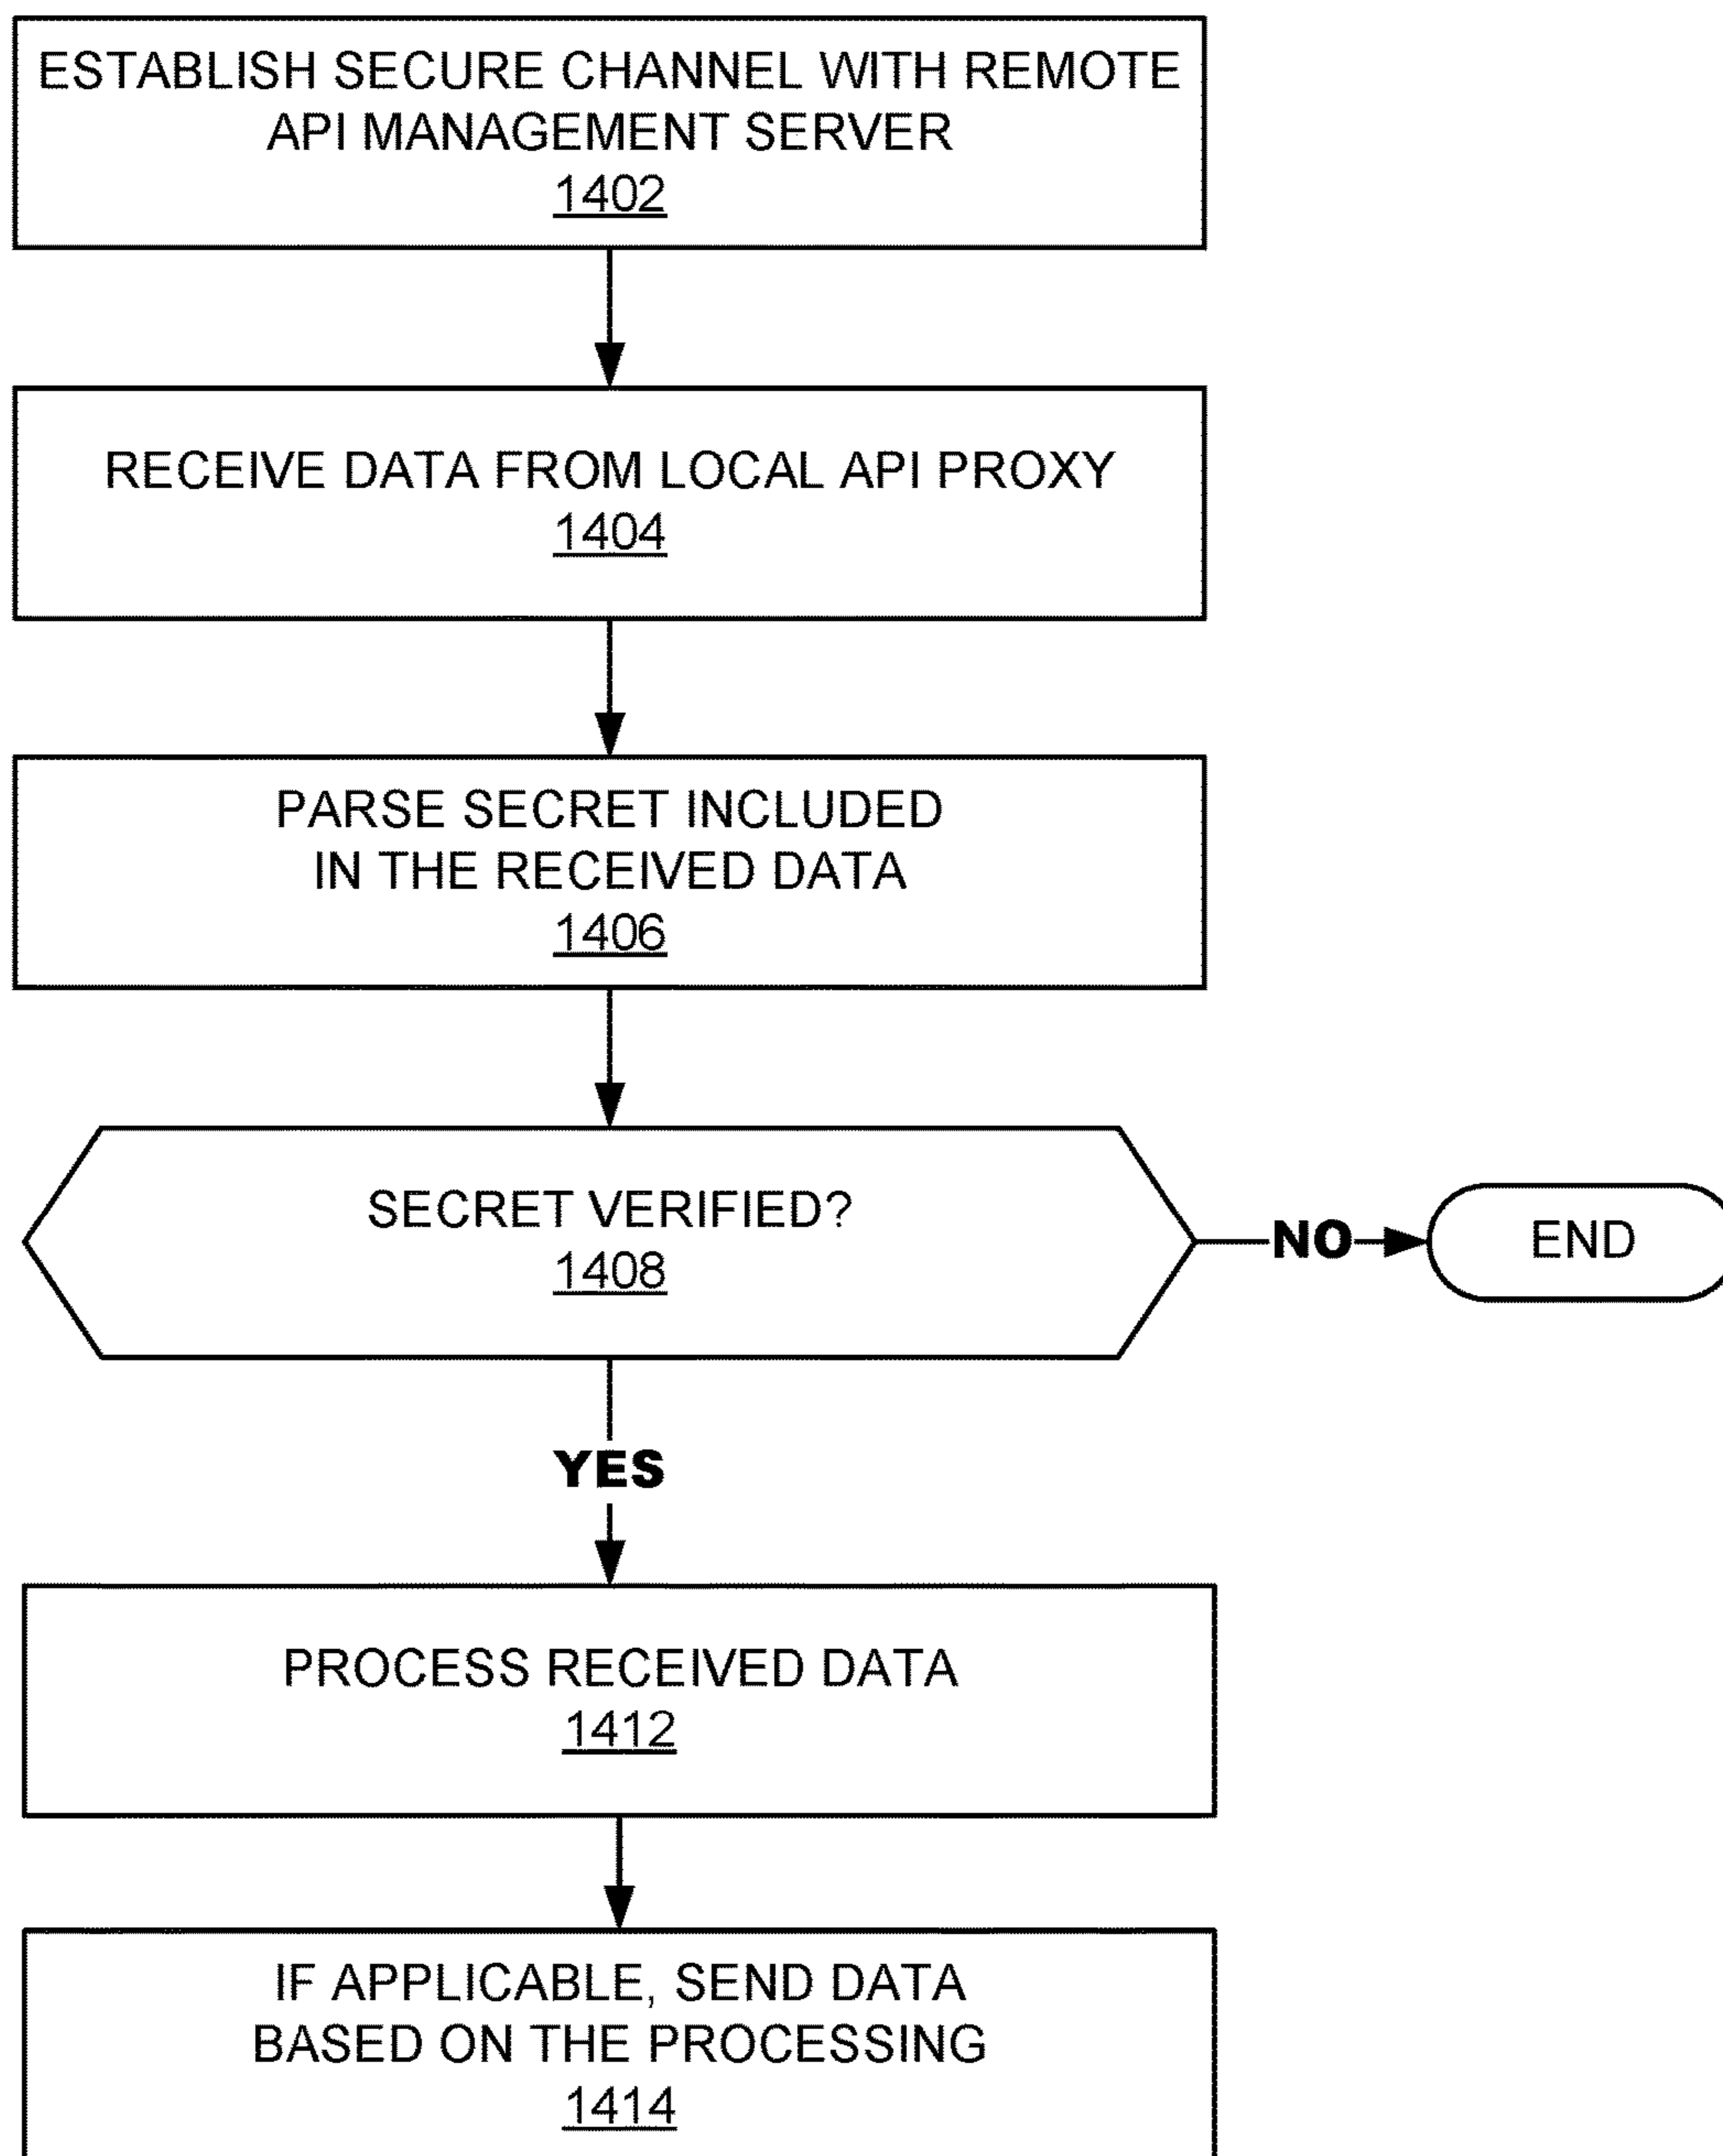 ESTABLISH SECURE CHANNEL WITH REMOTE
API MANAGEMENT SERVER
1402
RECEIVE DATA FROM LOCAL API PROXY
1404
PARSE SECRET INCLUDED
IN THE RECEIVED DATA
1406
SECRET VERIFIED?
1408
NO
END
YES
PROCESS RECEIVED DATA
1412
IF APPLICABLE, SEND DATA
BASED ON THE PROCESSING
1414